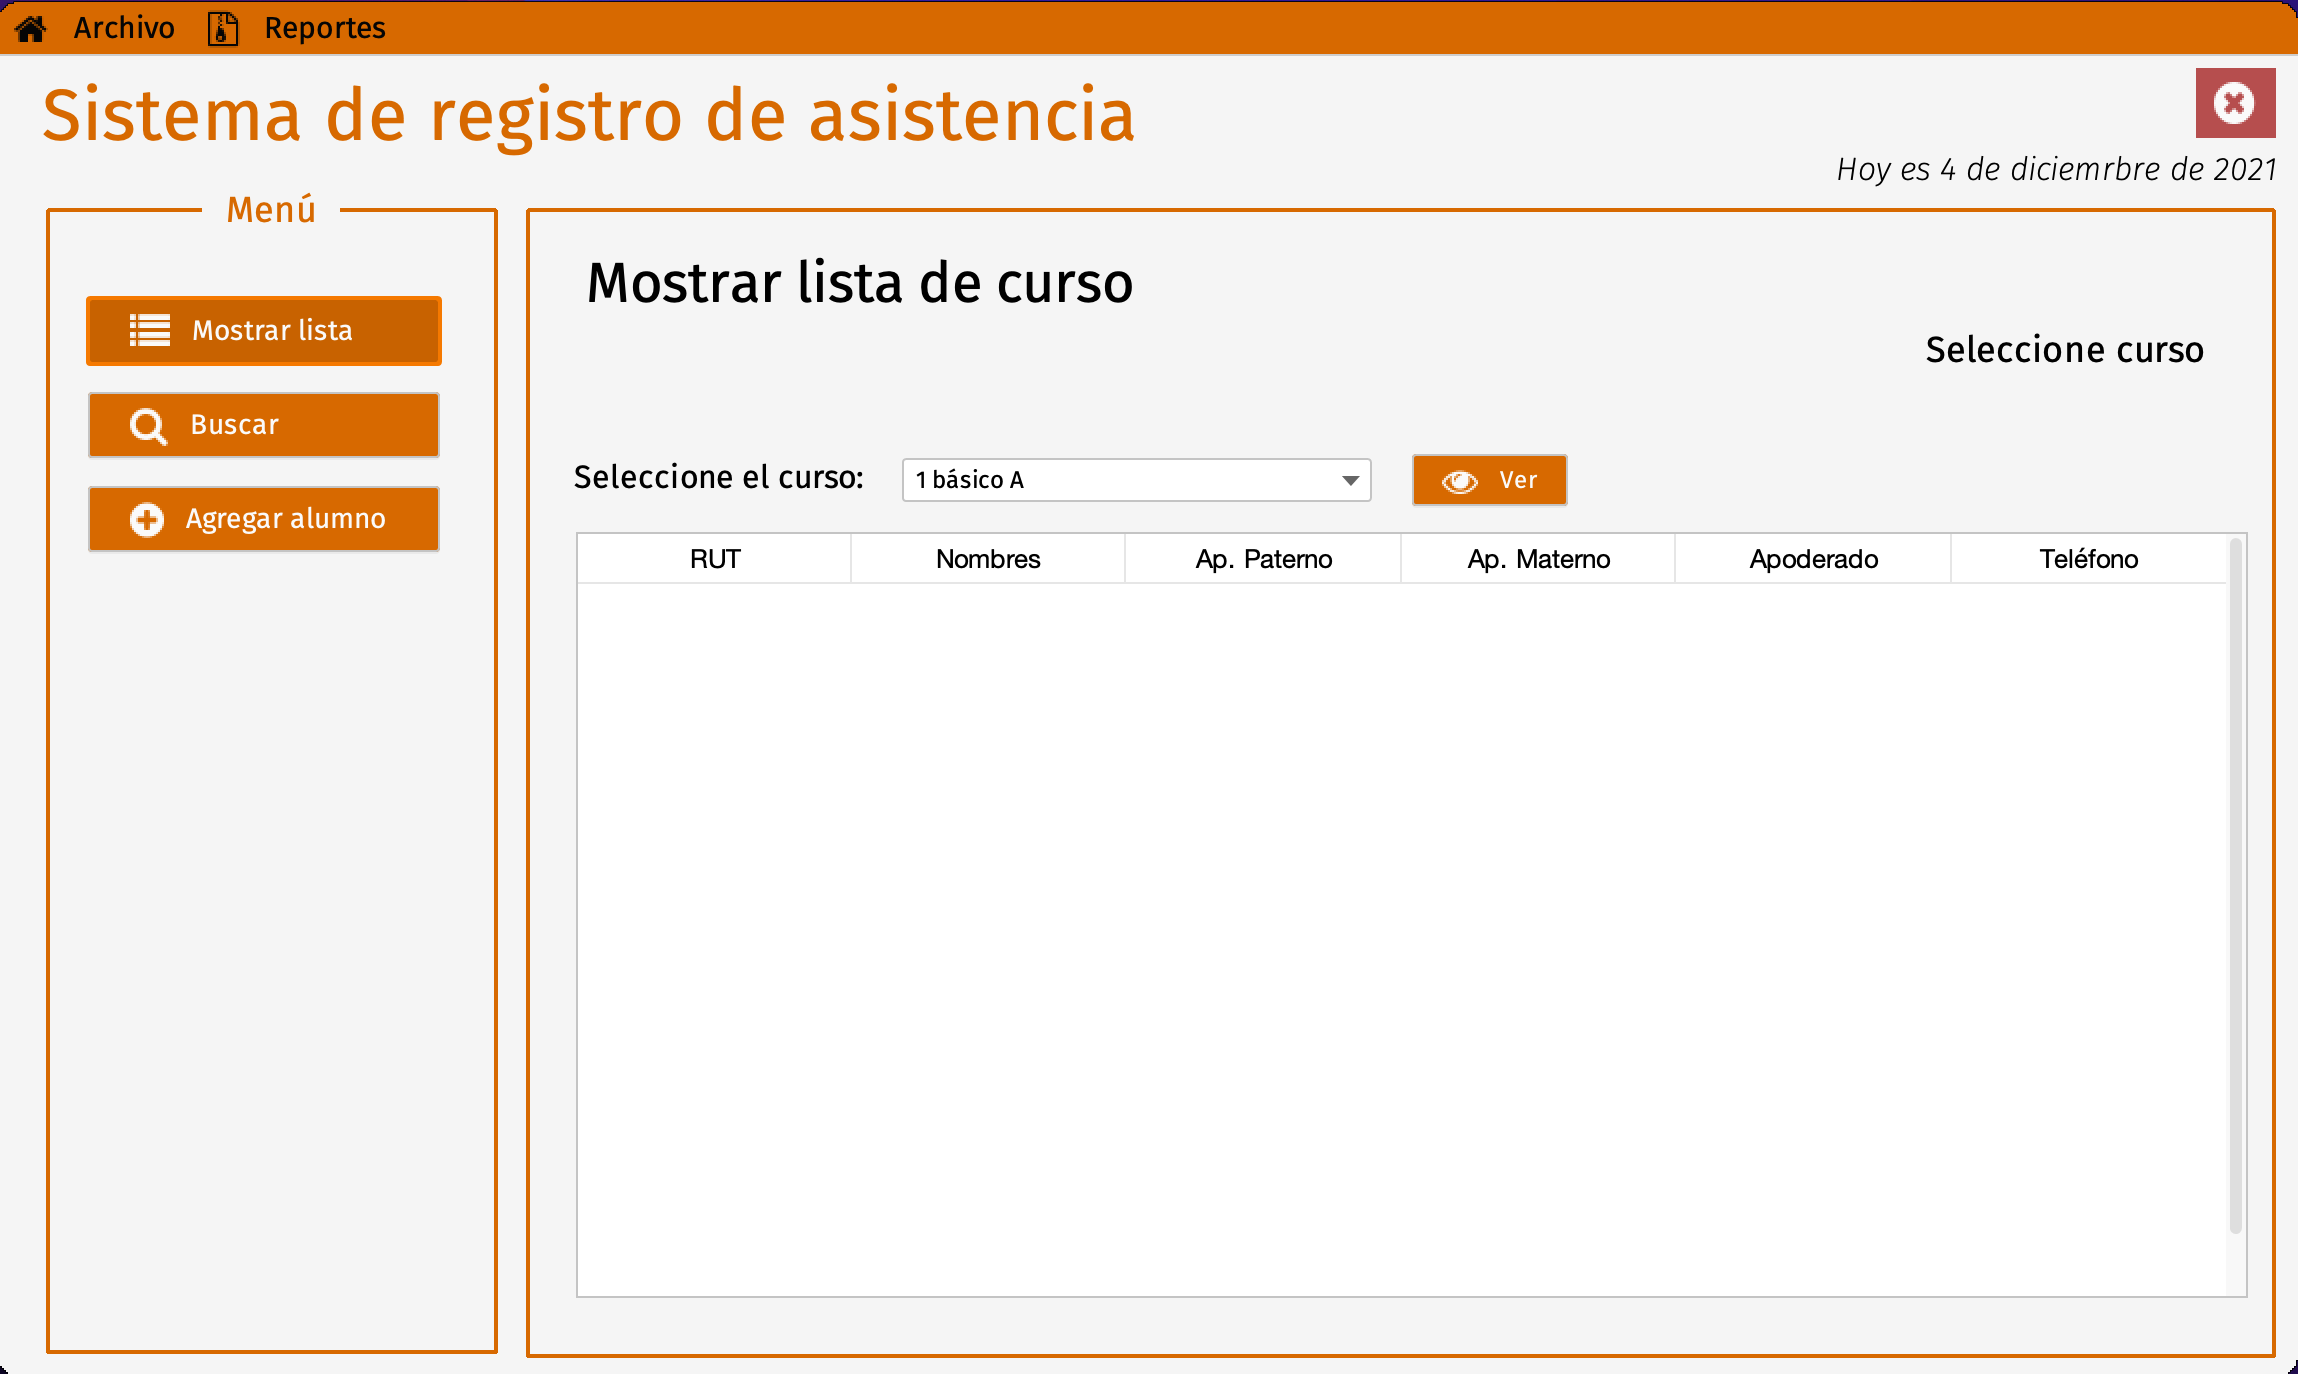 Archivo Reportes
Sistema de registro de asistencia
Hoy es 4 de diciemrbre de 2021
Menú
Mostrar lista
Buscar
Agregar alumno
Mostrar lista de curso
Seleccione curso
Seleccione el curso: 1 básico A Ver
RUT Nombres Ap. Paterno Ap. Materno Apoderado Teléfono